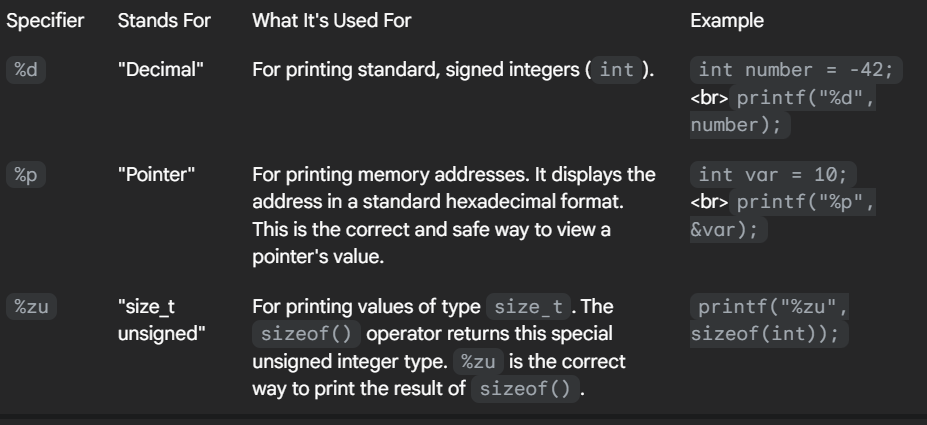 Specifier Stands For What It's Used For Example
%d "Decimal" For printing standard, signed integers ( int ). int number = -42;
<br> printf("%d",
number);
%p "Pointer" For printing memory addresses. It displays the int var = 10;
address in a standard hexadecimal format. <br> printf("%p",
This is the correct and safe way to view a &var);
pointer's value.
%zu "size_t For printing values of type size_t . The printf("%zu",
unsigned" sizeof() operator returns this special sizeof(int));
unsigned integer type. %zu is the correct
way to print the result of sizeof() .